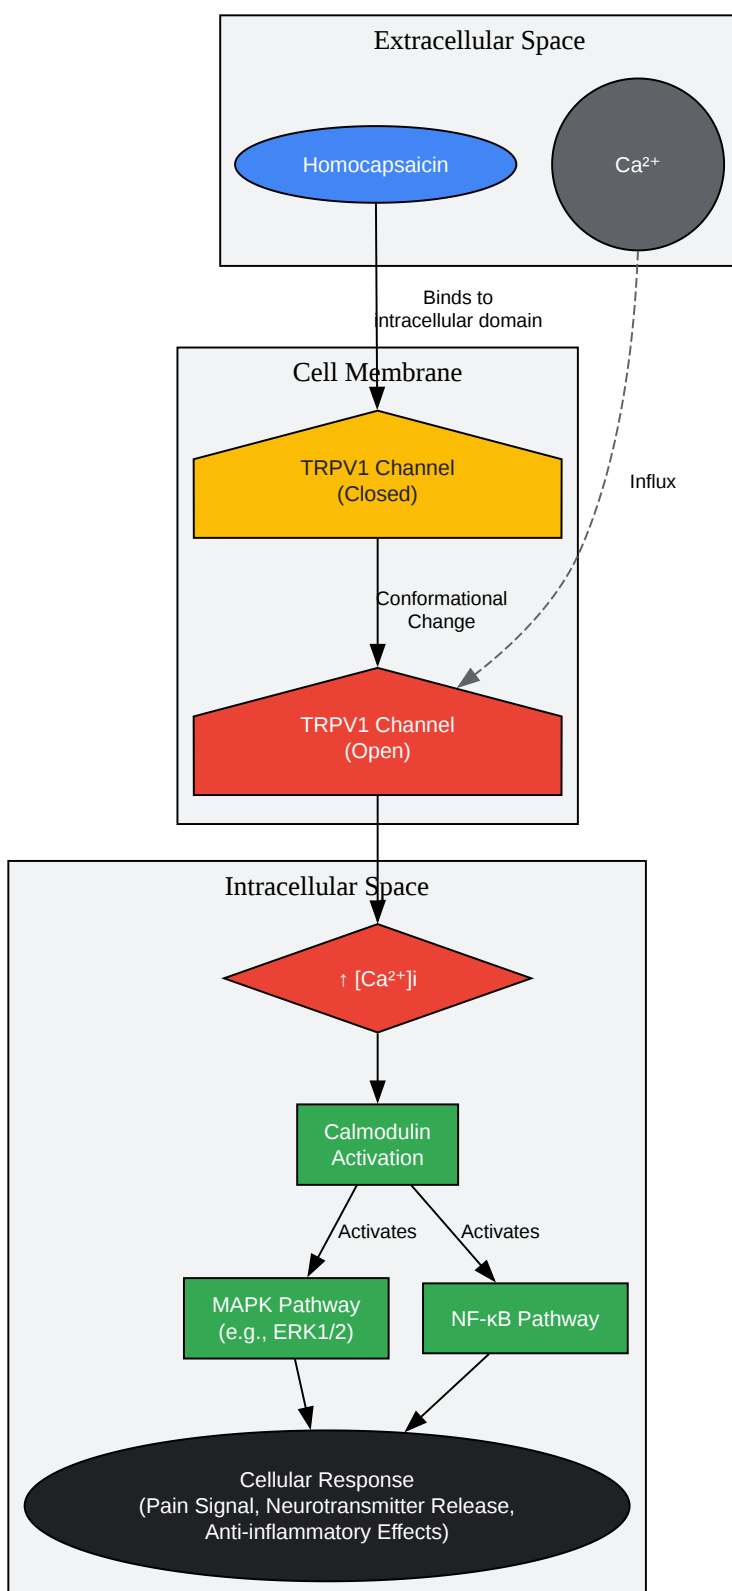 Extracellular Space
Homocapsaicin
Ca²⁺
Binds to
intracellular domain
Cell Membrane
TRPV1 Channel
(Closed)
Influx
Conformational
Change
TRPV1 Channel
(Open)
Intracellular Space
↑ [Ca²⁺]i
Calmodulin
Activation
Activates
Activates
MAPK Pathway
(e.g., ERK1/2)
NF-κB Pathway
Cellular Response
(Pain Signal, Neurotransmitter Release,
Anti-inflammatory Effects)